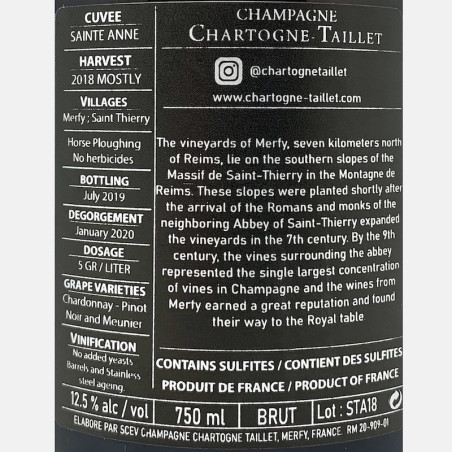 CUVEE
SAINTE ANNE
HARVEST
2018 MOSTLY
VILLAGES
Merfy ; Saint Thierry
Horse Ploughing
No herbicides
BOTTLING
July 2019
DEGORGEMENT
January 2020
DOSAGE
5 GR / LITER
GRAPE VARIETIES
Chardonnay - Pinot
Noir and Meunier
VINIFICATION
No added yeasts
Barrels and Stainless
steel ageing.
CHAMPAGNE
CHARTOGNE-TAILLET
@chartognetaillet
www.chartogne-taillet.com
The vineyards of Merfy, seven kilometers north
of Reims, lie on the southern slopes of the
Massif de Saint-Thierry in the Montagne de
Reims. These slopes were planted shortly after
the arrival of the Romans and monks of the
neighboring Abbey of Saint-Thierry expanded
the vineyards in the 7th century. By the 9th
century, the vines surrounding the abbey
represented the single largest concentration
of vines in Champagne and the wines from
Merfy earned a great reputation and found
their way to the Royal table
CONTAINS SULFITES / CONTIENT DES SULFITES
PRODUIT DE FRANCE / PRODUCT OF FRANCE
12.5 % alc / vol 750 ml BRUT Lot : STA18
ELABORE PAR SCEV CHAMPAGNE CHARTOGNE TAILLET, MERFY, FRANCE RM 20-909-01